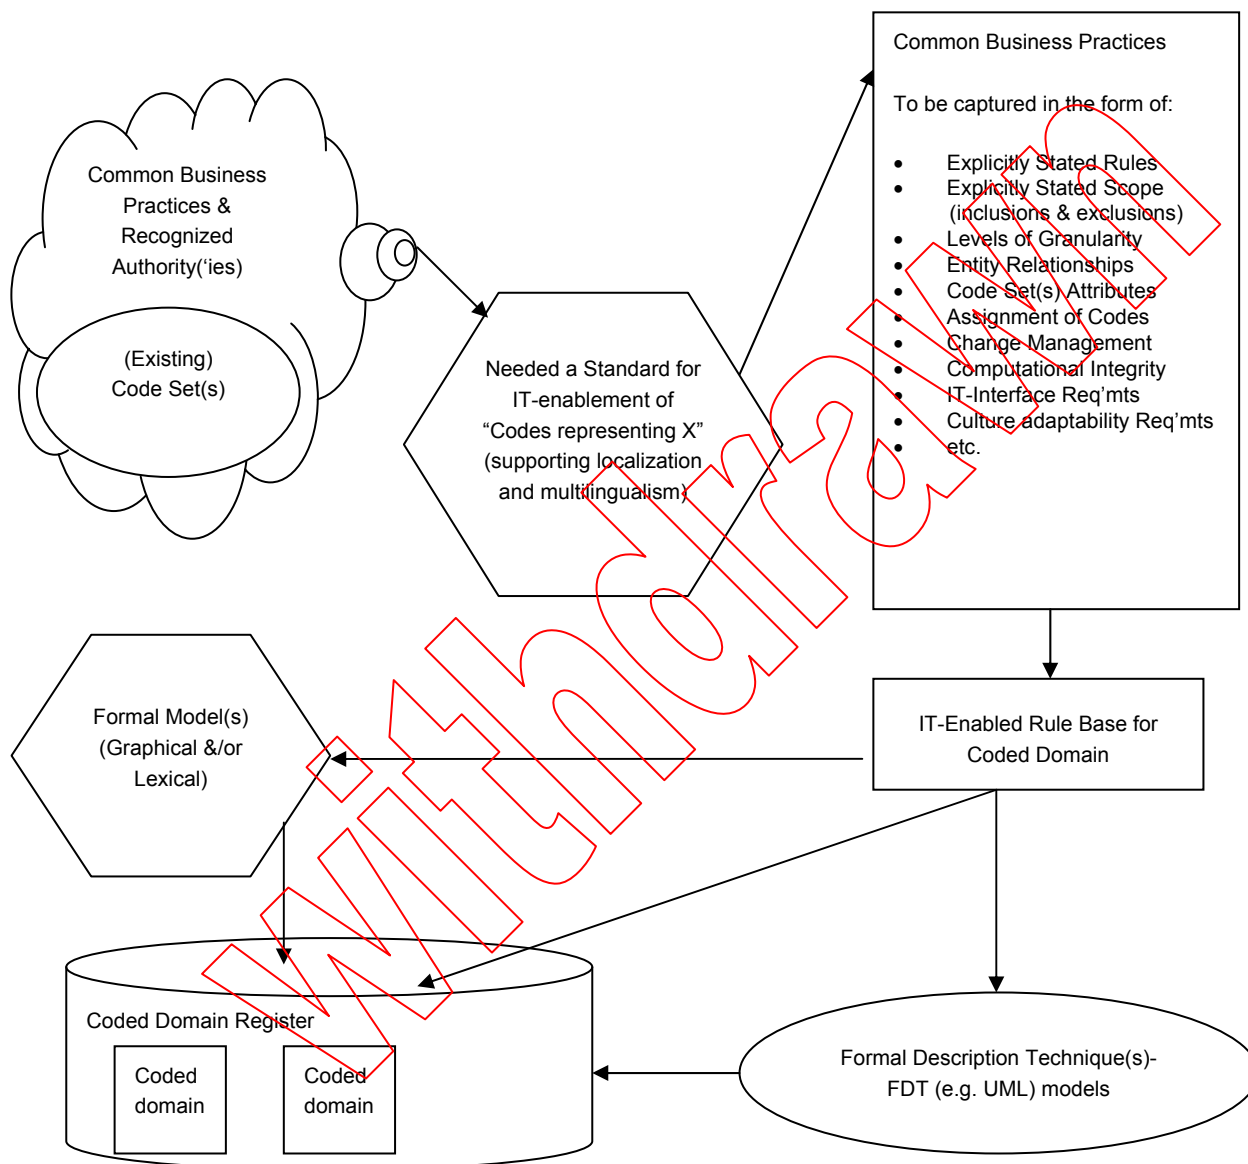 Common Business
Practices &
Recognized
Authority(‘ies)
(Existing)
Code Set(s)
Needed a Standard for
IT-enablement of
“Codes representing X”
(supporting localization
and multilingualism)
Common Business Practices
To be captured in the form of:
• Explicitly Stated Rules
• Explicitly Stated Scope
(inclusions & exclusions)
• Levels of Granularity
• Entity Relationships
• Code Set(s) Attributes
• Assignment of Codes
• Change Management
• Computational Integrity
• IT-Interface Req’mts
• Culture adaptability Req’mts
• etc.
Formal Model(s)
(Graphical &/or
Lexical)
IT-Enabled Rule Base for
Coded Domain
Coded Domain Register
Coded
domain
Coded
domain
Formal Description Technique(s)-
FDT (e.g. UML) models
withdrawn